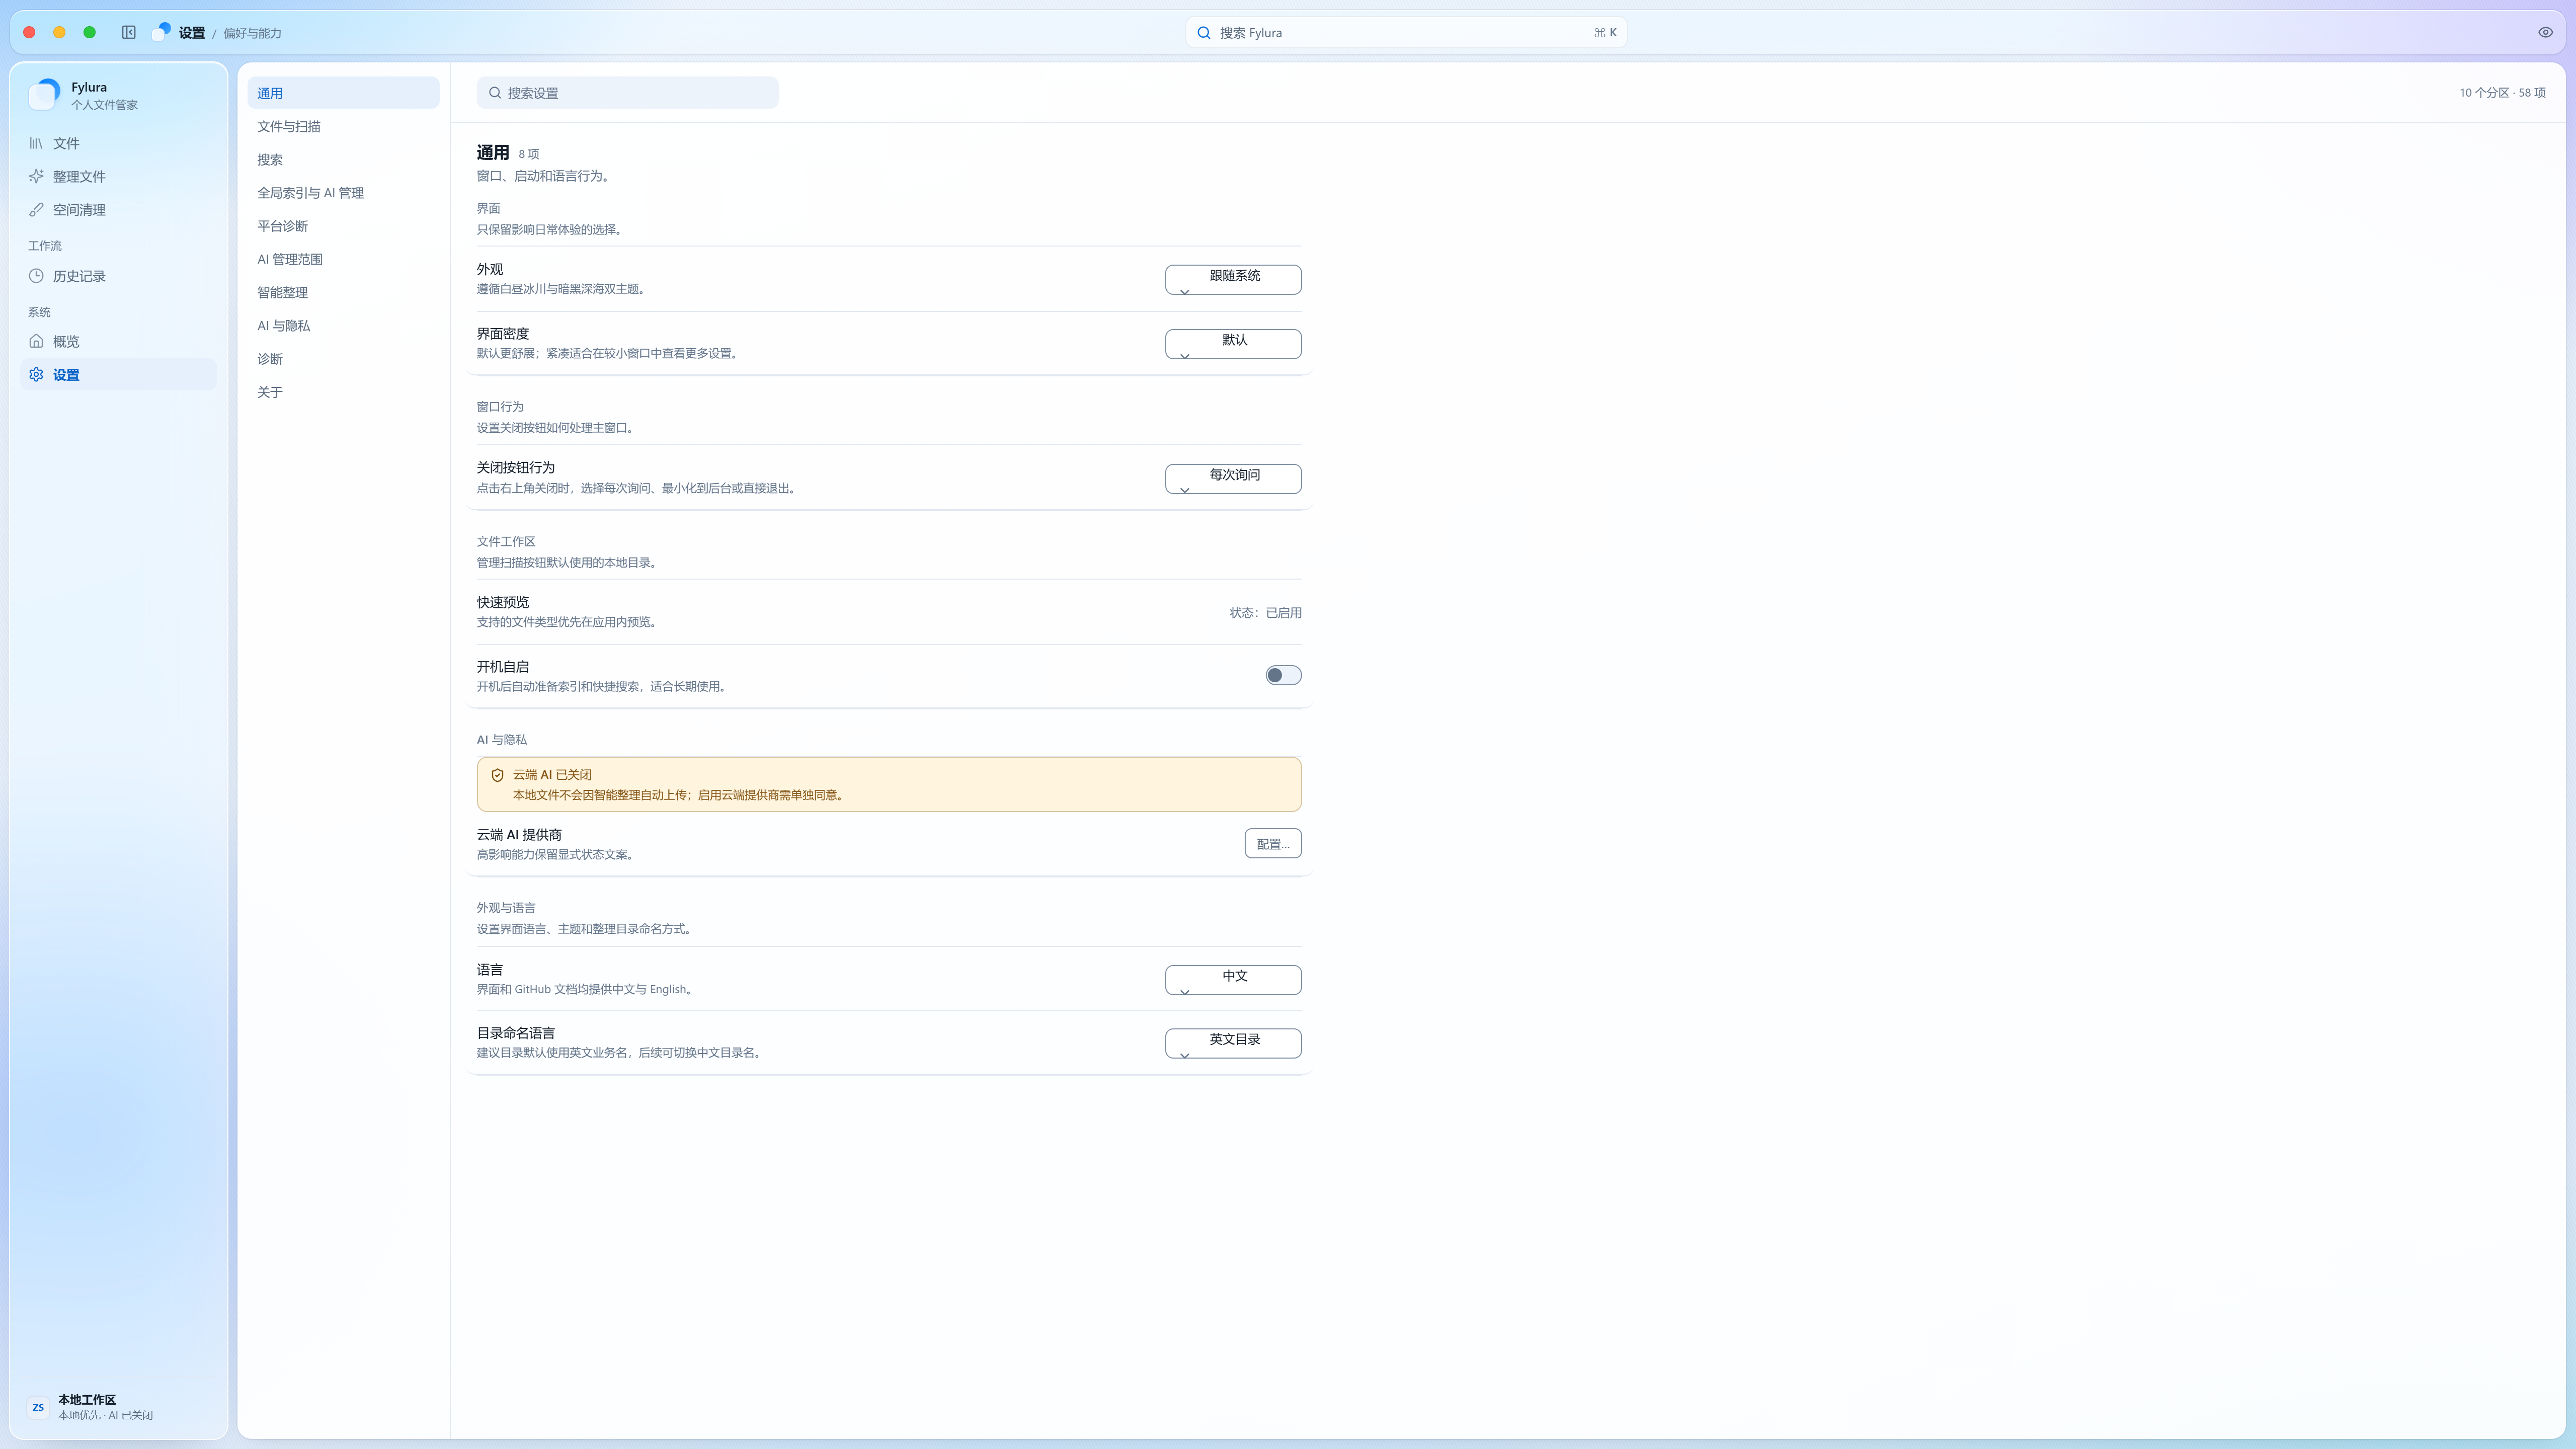 设置 / 偏好与能力
搜索 Fylura
⌘ K
Fylura
个人文件管家
文件
整理文件
空间清理
工作流
历史记录
系统
概览
设置
ZS
本地工作区
本地优先 · AI 已关闭
通用
文件与扫描
搜索
全局索引与 AI 管理
平台诊断
AI 管理范围
智能整理
AI 与隐私
诊断
关于
搜索设置
10 个分区 · 58 项
通用 8 项
窗口、启动和语言行为。
界面
只保留影响日常体验的选择。
外观
遵循白昼冰川与暗黑深海双主题。
跟随系统
界面密度
默认更舒展；紧凑适合在较小窗口中查看更多设置。
默认
窗口行为
设置关闭按钮如何处理主窗口。
关闭按钮行为
点击右上角关闭时，选择每次询问、最小化到后台或直接退出。
每次询问
文件工作区
管理扫描按钮默认使用的本地目录。
快速预览
支持的文件类型优先在应用内预览。
状态：已启用
开机自启
开机后自动准备索引和快捷搜索，适合长期使用。
AI 与隐私
云端 AI 已关闭
本地文件不会因智能整理自动上传；启用云端提供商需单独同意。
云端 AI 提供商
高影响能力保留显式状态文案。
配置...
外观与语言
设置界面语言、主题和整理目录命名方式。
语言
界面和 GitHub 文档均提供中文与 English。
中文
目录命名语言
建议目录默认使用英文业务名，后续可切换中文目录名。
英文目录